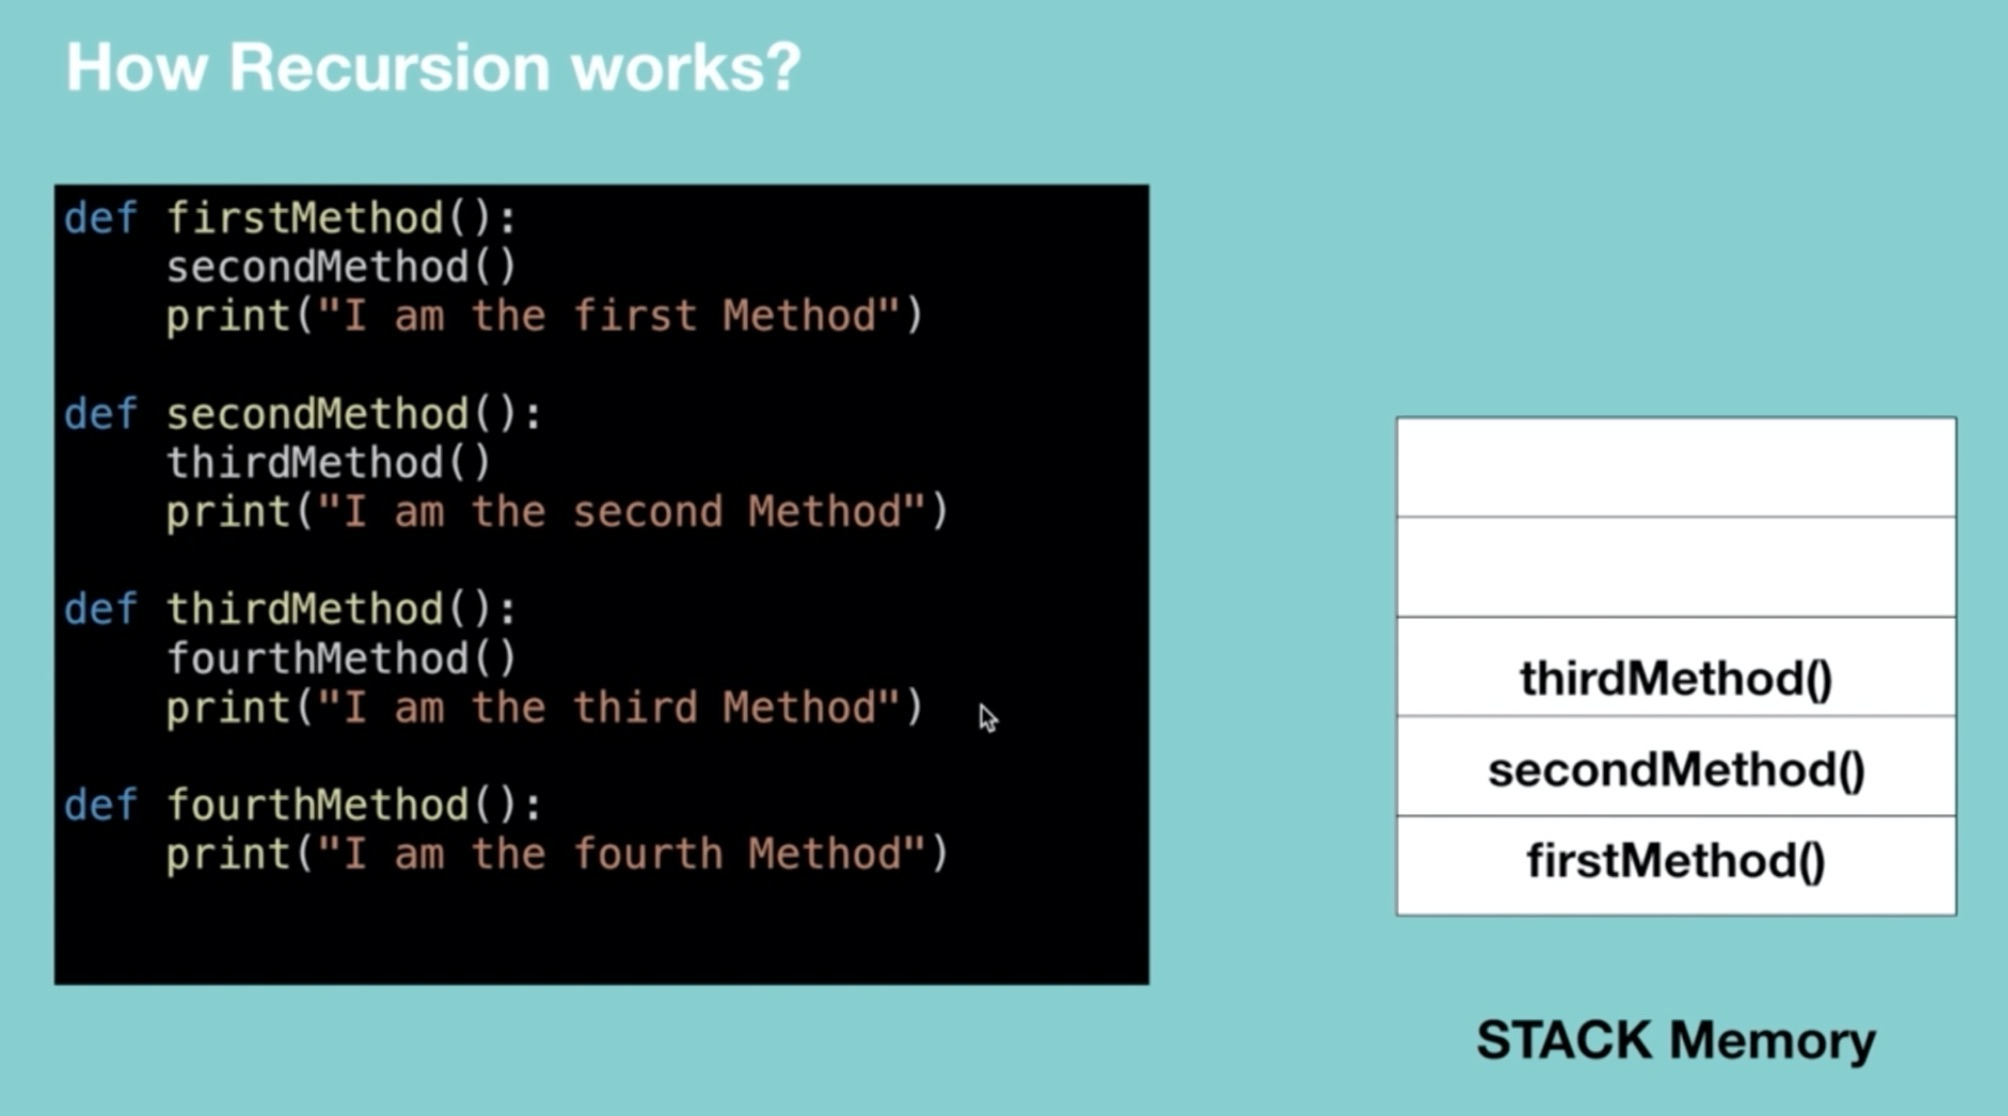 How Recursion works?
def firstMethod():
    secondMethod()
    print("I am the first Method")
def secondMethod():
    thirdMethod()
    print("I am the second Method")
def thirdMethod():
    fourthMethod()
    print("I am the third Method")
def fourthMethod():
    print("I am the fourth Method")
thirdMethod()
secondMethod()
firstMethod()
STACK Memory